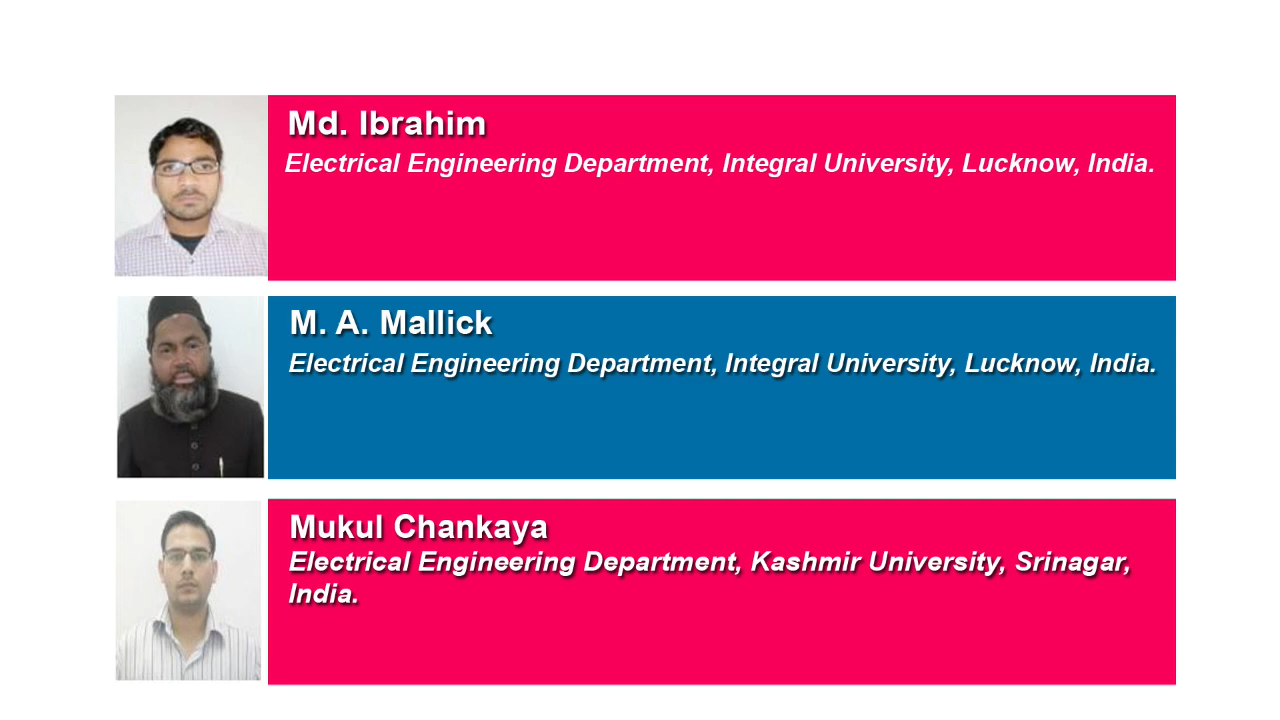 Md. Ibrahim
Electrical Engineering Department, Integral University, Lucknow, India.
M. A. Mallick
Electrical Engineering Department, Integral University, Lucknow, India.
Mukul Chankaya
Electrical Engineering Department, Kashmir University, Srinagar,
India.